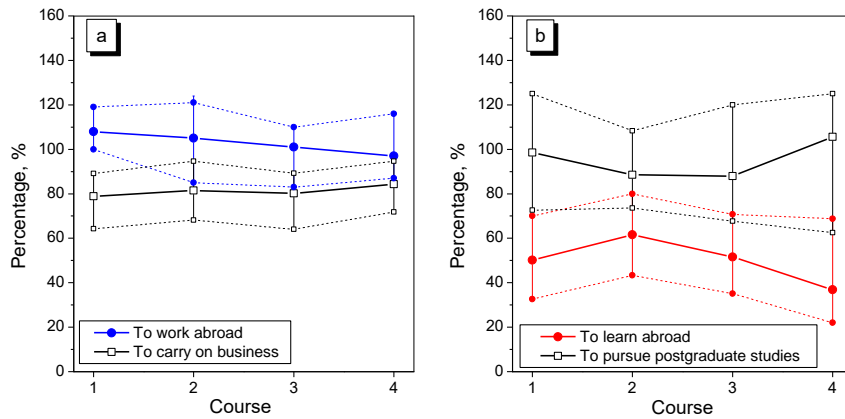 a
Percentage, %
160
140
120
100
80
60
40
20
0
To work abroad
To carry on business
1 2 3 4
Course
b
Percentage, %
160
140
120
100
80
60
40
20
0
To learn abroad
To pursue postgraduate studies
1 2 3 4
Course